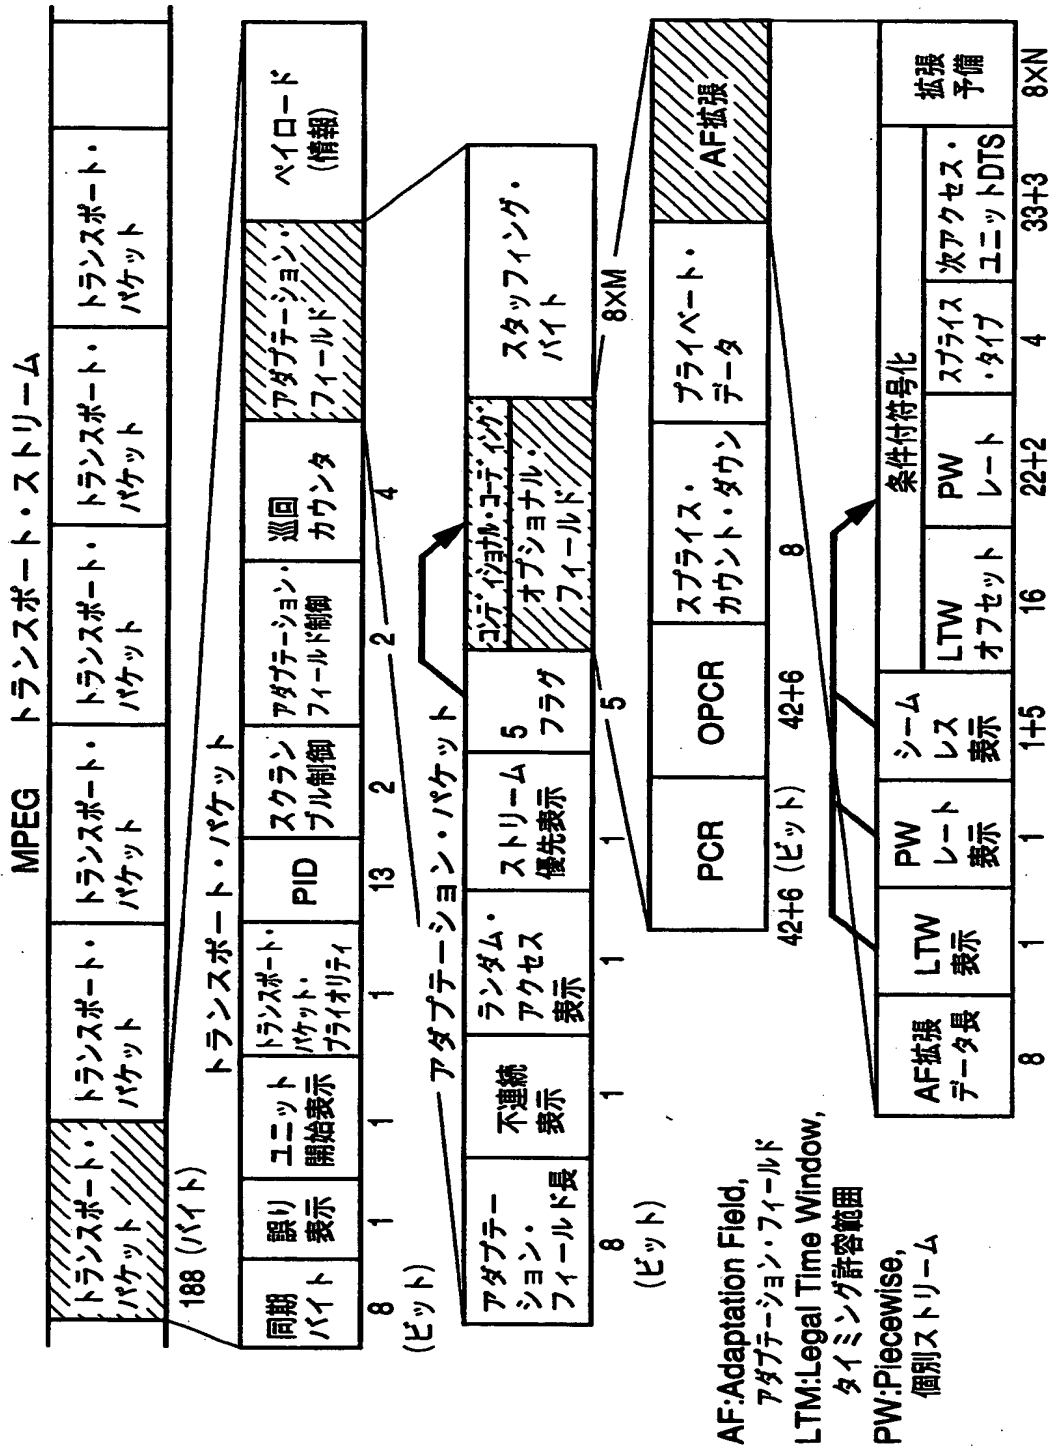 MPEG トランスポート・ストリーム
トランスポート・
パケット
トランスポート・
パケット
トランスポート・
パケット
トランスポート・
パケット
トランスポート・
パケット
トランスポート・
パケット
188 (バイト)
トランスポート・パケット
同期
バイト
誤り
表示
ユニット
開始表示
トランスポート・
パケット・
プライオリティ
PID
スクラン
ブル制御
アダプテーション・
フィールド制御
巡回
カウンタ
アダプテーション・
フィールド
ペイロード
(情報)
8
1
1
1
13
2
2
4
(ビット)
アダプテーション・パケット
アダプテー
ション・
フィールド長
不連続
表示
ランダム・
アクセス
表示
ストリーム
優先表示
5
フラグ
コンディショナル・コーディング
オプショナル・
フィールド
スタッフィング・
バイト
8
1
1
1
5
8×M
(ビット)
PCR
OPCR
スプライス・
カウント・ダウン
プライベート・
データ
AF拡張
42+6 (ビット)
42+6
8
AF拡張
データ長
LTW
表示
PW
レート
表示
シーム
レス
表示
条件付符号化
LTW
オフセット
PW
レート
スプライス
・タイプ
次アクセス・
ユニットDTS
拡張
予備
8
1
1
1+5
16
22+2
4
33+3
8×N
AF:Adaptation Field,
アダプテーション・フィールド
LTM:Legal Time Window,
タイミング許容範囲
PW:Piecewise,
個別ストリーム